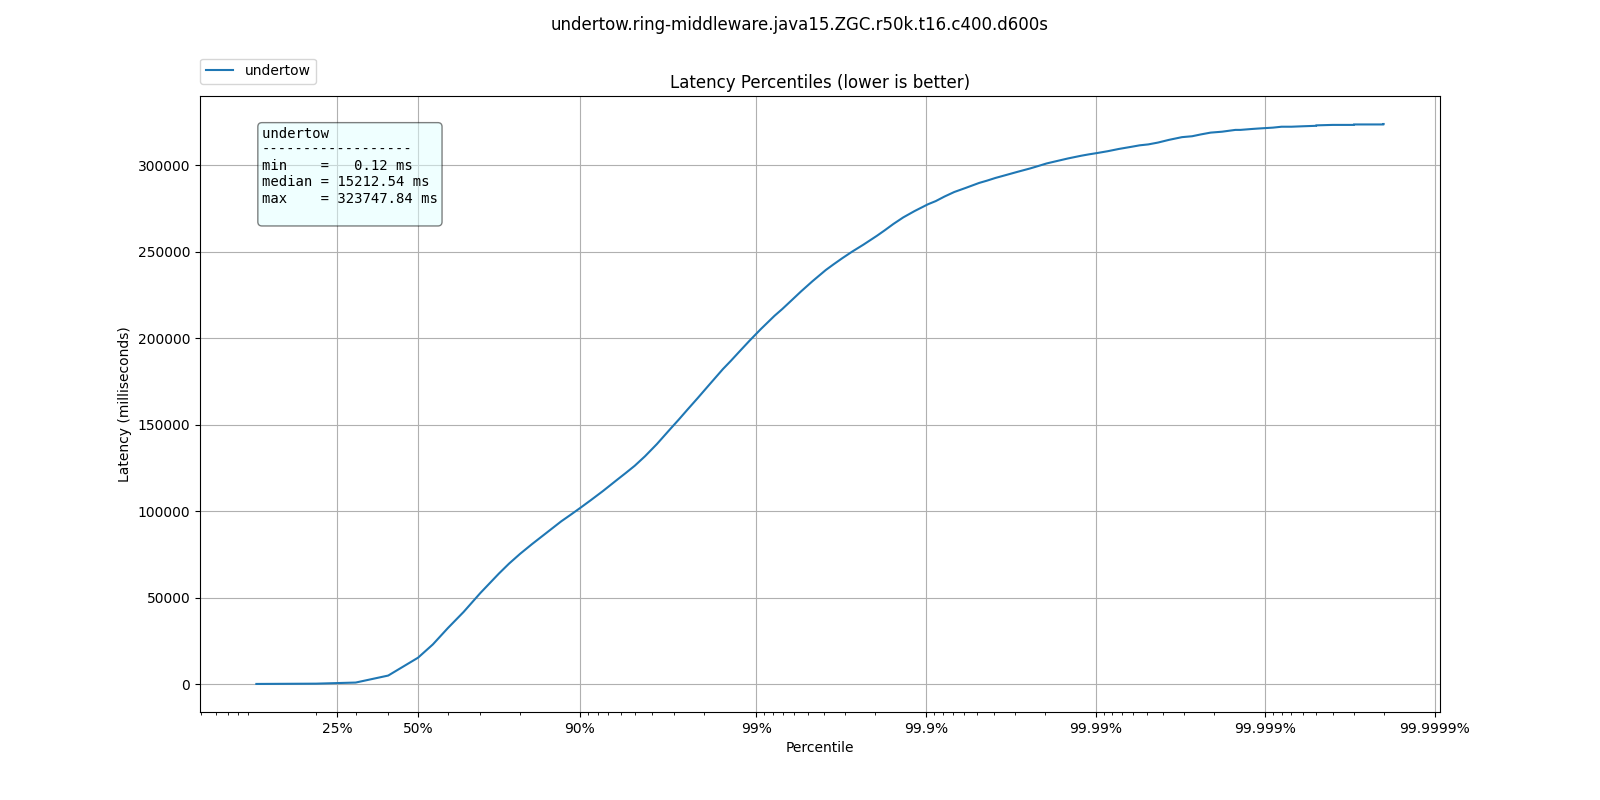 undertow.ring-middleware.java15.ZGC.r50k.t16.c400.d600s
undertow
Latency Percentiles (lower is better)
undertow
------------------
min    =   0.12 ms
median = 15212.54 ms
max    = 323747.84 ms
300000
250000
200000
150000
100000
50000
0
Latency (milliseconds)
25% 50% 90% 99% 99.9% 99.99% 99.999% 99.9999%
Percentile